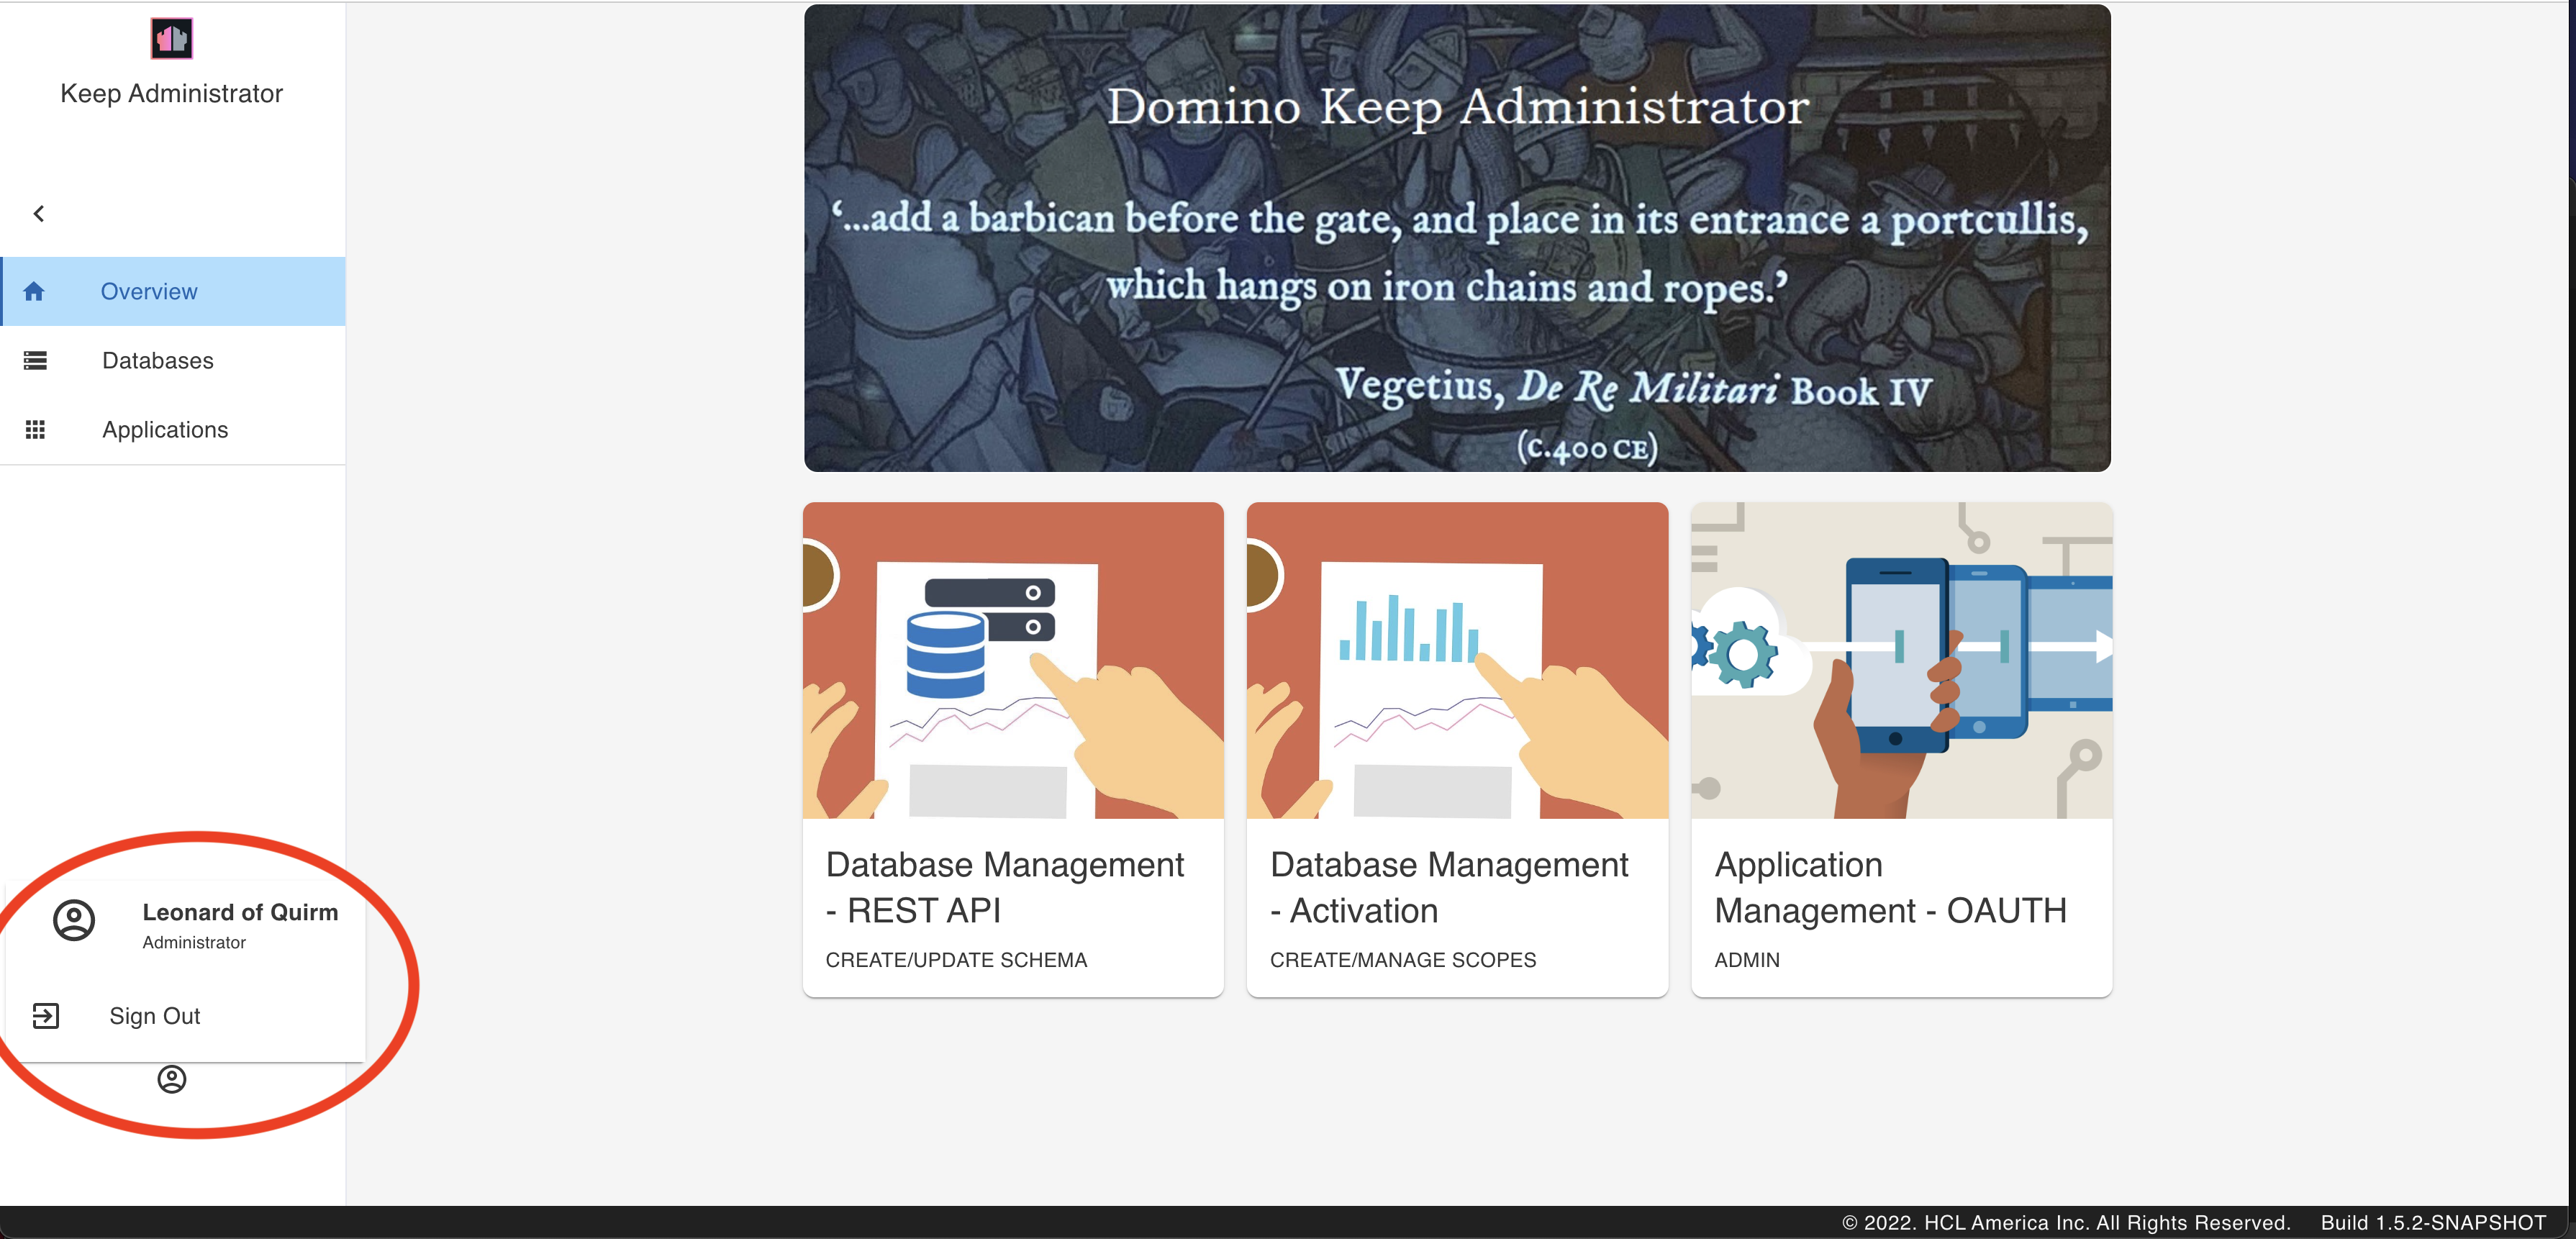 Keep Administrator
Overview
Databases
Applications
Leonard of Quirm
Administrator
Sign Out
Domino Keep Administrator
‘...add a barbican before the gate, and place in its entrance a portcullis,
which hangs on iron chains and ropes.’
Vegetius, De Re Militari Book IV
(c.400 CE)
Database Management
- REST API
CREATE/UPDATE SCHEMA
Database Management
- Activation
CREATE/MANAGE SCOPES
Application
Management - OAUTH
ADMIN
© 2022. HCL America Inc. All Rights Reserved. Build 1.5.2-SNAPSHOT